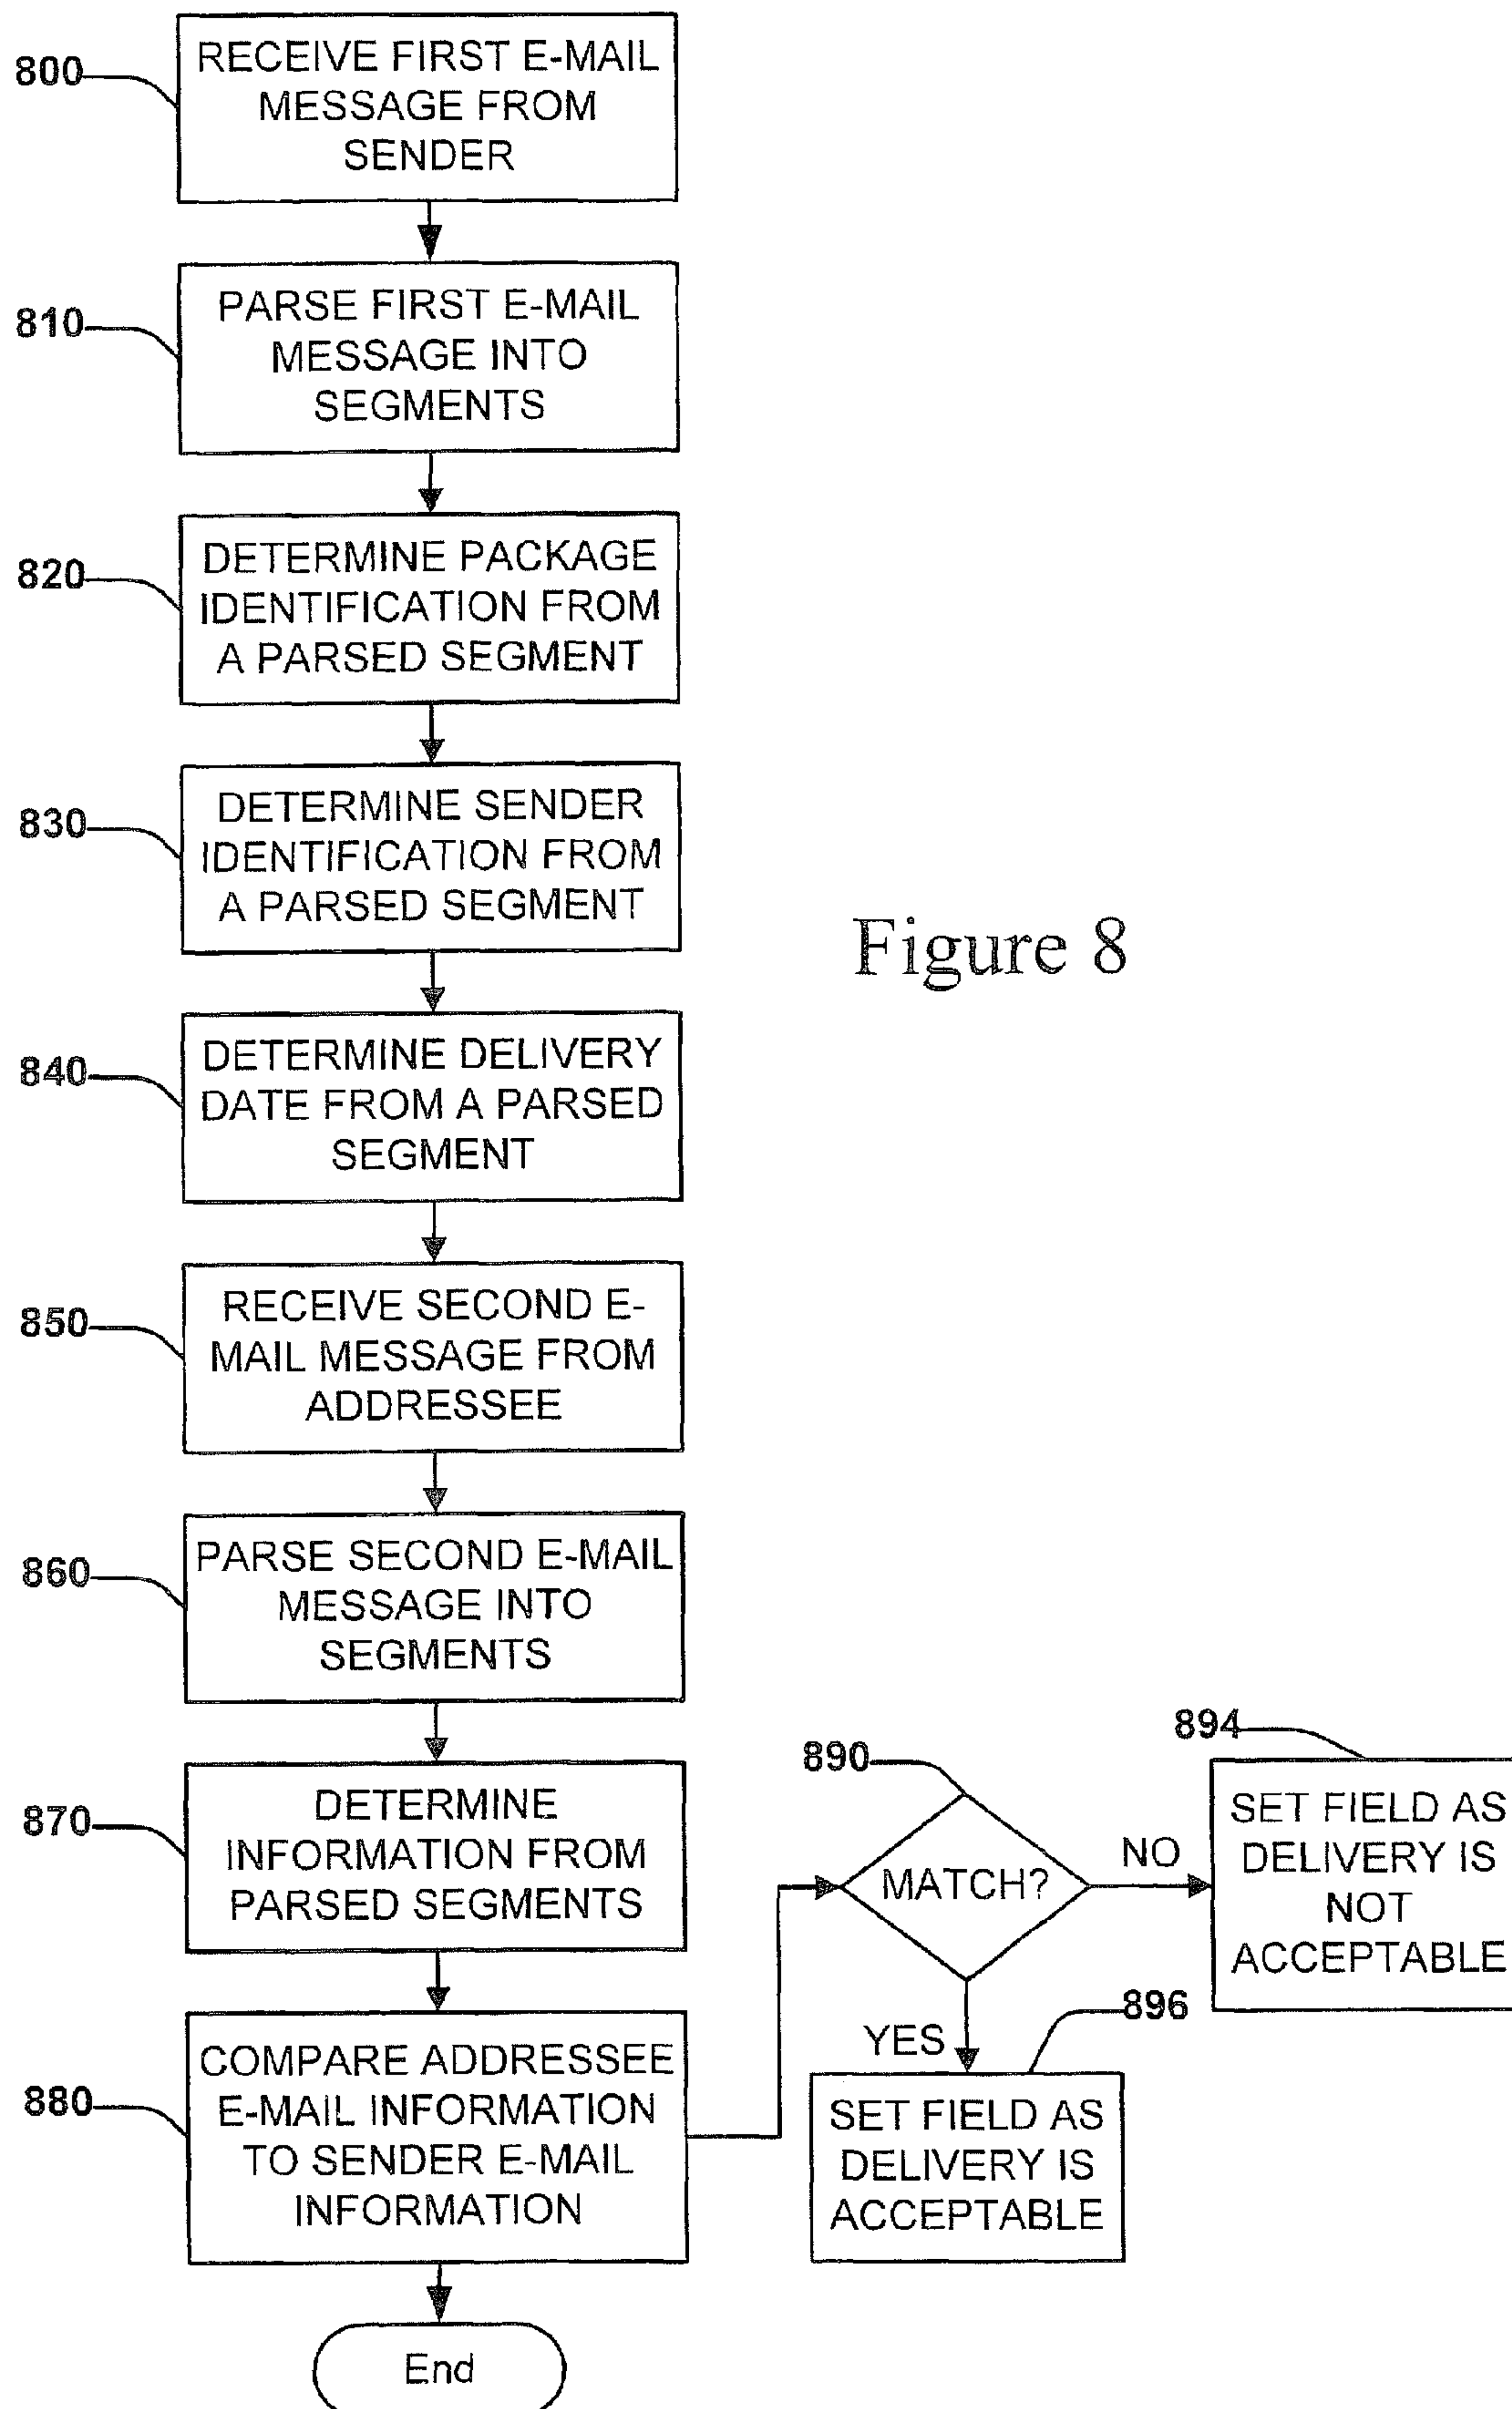 800
RECEIVE FIRST E-MAIL
MESSAGE FROM
SENDER
810
PARSE FIRST E-MAIL
MESSAGE INTO
SEGMENTS
820
DETERMINE PACKAGE
IDENTIFICATION FROM
A PARSED SEGMENT
830
DETERMINE SENDER
IDENTIFICATION FROM
A PARSED SEGMENT
Figure 8
840
DETERMINE DELIVERY
DATE FROM A PARSED
SEGMENT
850
RECEIVE SECOND E-
MAIL MESSAGE FROM
ADDRESSEE
860
PARSE SECOND E-MAIL
MESSAGE INTO
SEGMENTS
870
DETERMINE
INFORMATION FROM
PARSED SEGMENTS
880
COMPARE ADDRESSEE
E-MAIL INFORMATION
TO SENDER E-MAIL
INFORMATION
End
890
MATCH?
NO
894
SET FIELD AS
DELIVERY IS
NOT
ACCEPTABLE
YES
896
SET FIELD AS
DELIVERY IS
ACCEPTABLE